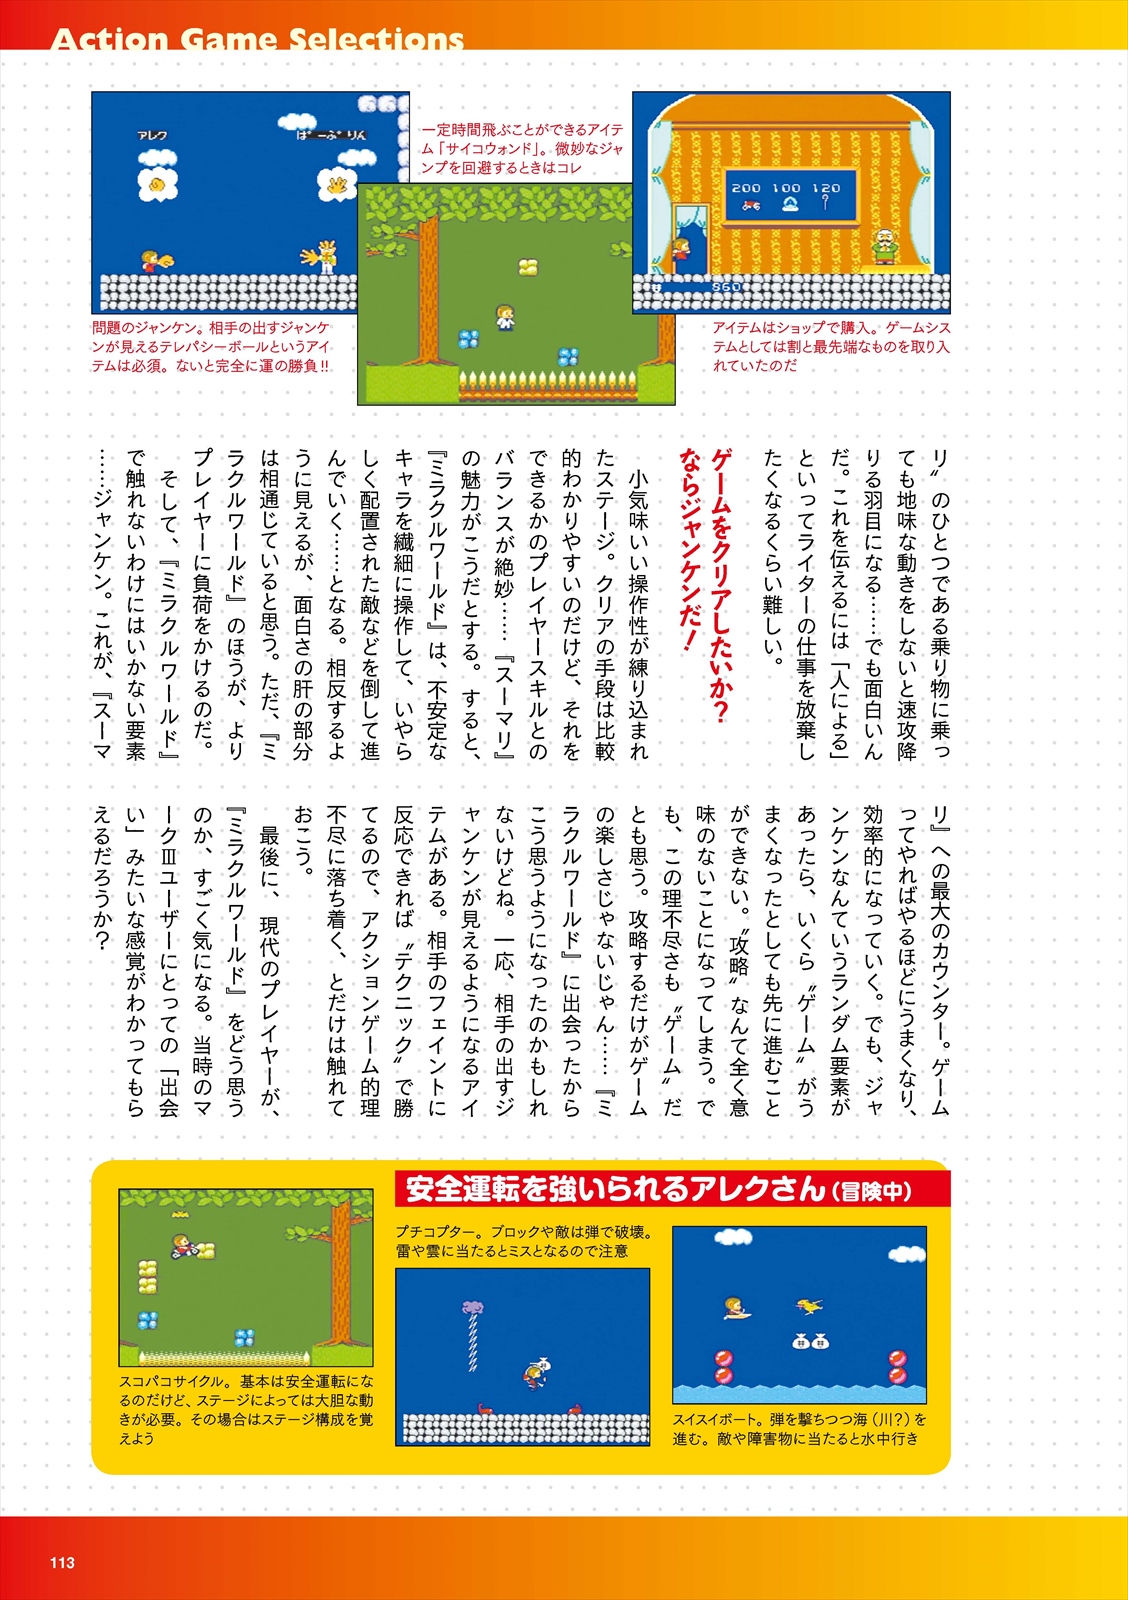 Action Game Selections
アレク
ぱーぷりん
一定時間飛ぶことができるアイテ
ム「サイコウォンド」。微妙なジャ
ンプを回避するときはコレ
200 100 120
860
問題のジャンケン。相手の出すジャンケ
ンが見えるテレパシーボールというアイ
テムは必須。ないと完全に運の勝負!!
アイテムはショップで購入。ゲームシス
テムとしては割と最先端なものを取り入
れていたのだ
リ〟のひとつである乗り物に乗っ
ても地味な動きをしないと速攻降
りる羽目になる……でも面白いん
だ。これを伝えるには「人による」
といってライターの仕事を放棄し
たくなるくらい難しい。
ゲームをクリアしたいか?
ならジャンケンだ!
小気味いい操作性が練り込まれ
たステージ。クリアの手段は比較
的わかりやすいのだけど、それを
できるかのプレイヤースキルとの
バランスが絶妙……『スーマリ』
の魅力がこうだとする。すると、
『ミラクルワールド』は、不安定な
キャラを繊細に操作して、いやら
しく配置された敵などを倒して進
んでいく……となる。相反するよ
うに見えるが、面白さの肝の部分
は相通じていると思う。ただ、『ミ
ラクルワールド』のほうが、より
プレイヤーに負荷をかけるのだ。
そして、『ミラクルワールド』
で触れないわけにはいかない要素
……ジャンケン。これが、『スーマ
リ』への最大のカウンター。ゲーム
ってやればやるほどにうまくなり、
効率的になっていく。でも、ジャ
ンケンなんていうランダム要素が
あったら、いくら〝ゲーム〟がう
まくなったとしても先に進むこと
ができない。〝攻略〟なんて全く意
味のないことになってしまう。で
も、この理不尽さも〝ゲーム〟だ
とも思う。攻略するだけがゲーム
の楽しさじゃないじゃん……『ミ
ラクルワールド』に出会ったから
こう思うようになったのかもしれ
ないけどね。一応、相手の出すジ
ャンケンが見えるようになるアイ
テムがある。相手のフェイントに
反応できれば〝テクニック〟で勝
てるので、アクションゲーム的理
不尽に落ち着く、とだけは触れて
おこう。
最後に、現代のプレイヤーが、
『ミラクルワールド』をどう思う
のか、すごく気になる。当時のマ
ークⅢユーザーにとっての「出会
い」みたいな感覚がわかってもら
えるだろうか?
安全運転を強いられるアレクさん(冒険中)
スコパコサイクル。基本は安全運転にな
るのだけど、ステージによっては大胆な動
きが必要。その場合はステージ構成を覚
えよう
プチコプター。ブロックや敵は弾で破壊。
雷や雲に当たるとミスとなるので注意
スイスイボート。弾を撃ちつつ海(川?)を
進む。敵や障害物に当たると水中行き
113